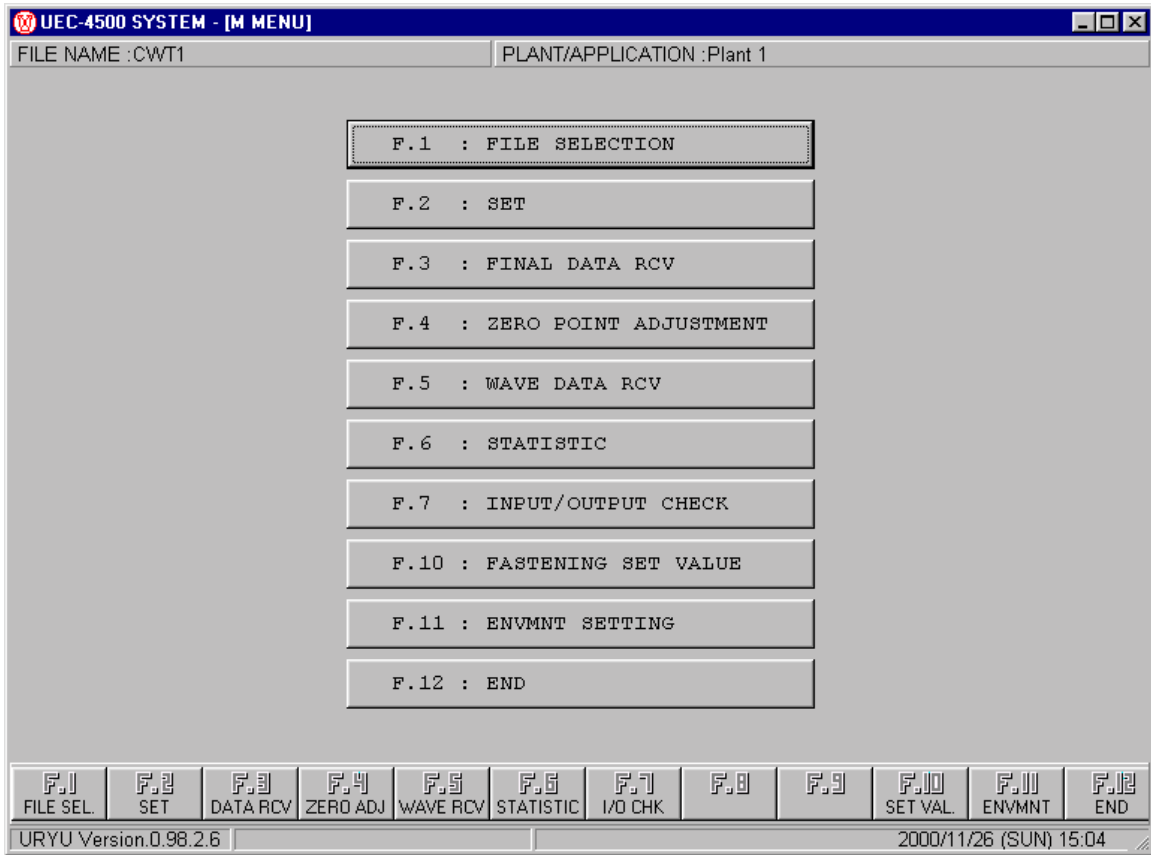 UEC-4500 SYSTEM - [M MENU]
FILE NAME :CWT1 PLANT/APPLICATION :Plant 1
F.1 : FILE SELECTION
F.2 : SET
F.3 : FINAL DATA RCV
F.4 : ZERO POINT ADJUSTMENT
F.5 : WAVE DATA RCV
F.6 : STATISTIC
F.7 : INPUT/OUTPUT CHECK
F.10 : FASTENING SET VALUE
F.11 : ENVMNT SETTING
F.12 : END
F.1 F.2 F.3 F.4 F.5 F.6 F.7 F.8 F.9 F.10 F.11 F.12
FILE SEL. SET DATA RCV ZERO ADJ WAVE RCV STATISTIC I/O CHK SET VAL. ENVMNT END
URYU Version.0.98.2.6 2000/11/26 (SUN) 15:04